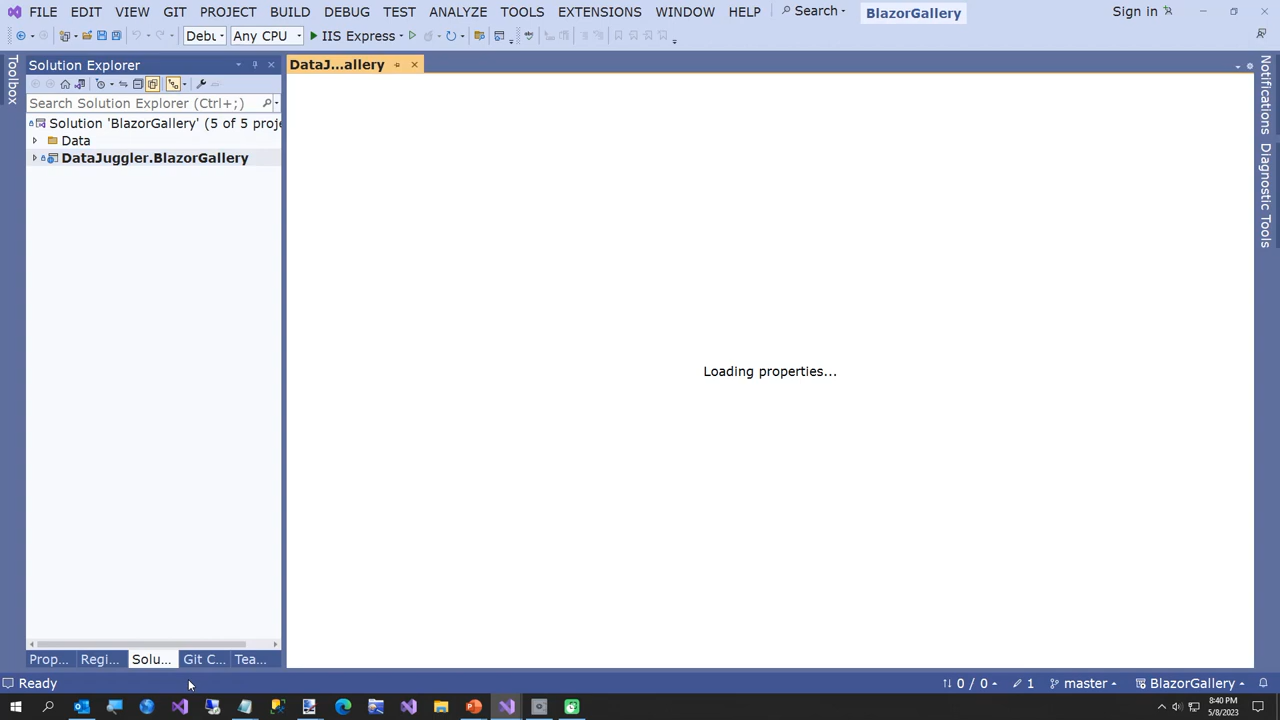 FILE EDIT VIEW GIT PROJECT BUILD DEBUG TEST ANALYZE TOOLS EXTENSIONS WINDOW HELP Search BlazorGallery Sign in
Debu Any CPU IIS Express
Toolbox
Solution Explorer
DataJ...allery
Search Solution Explorer (Ctrl+;)
Solution 'BlazorGallery' (5 of 5 proje
Data
DataJuggler.BlazorGallery
Loading properties...
Notifications
Diagnostic Tools
Prop... Regi... Solu... Git C... Tea...
Ready 0 / 0 1 master BlazorGallery
8:40 PM
5/8/2023